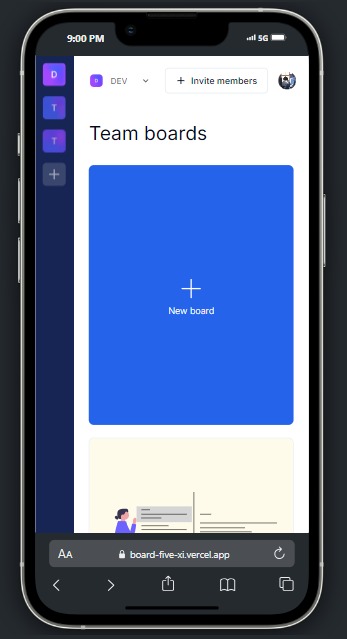 9:00 PM
5G
D
D
DEV
+ Invite members
T
T
+
Team boards
New board
AA
board-five-xi.vercel.app